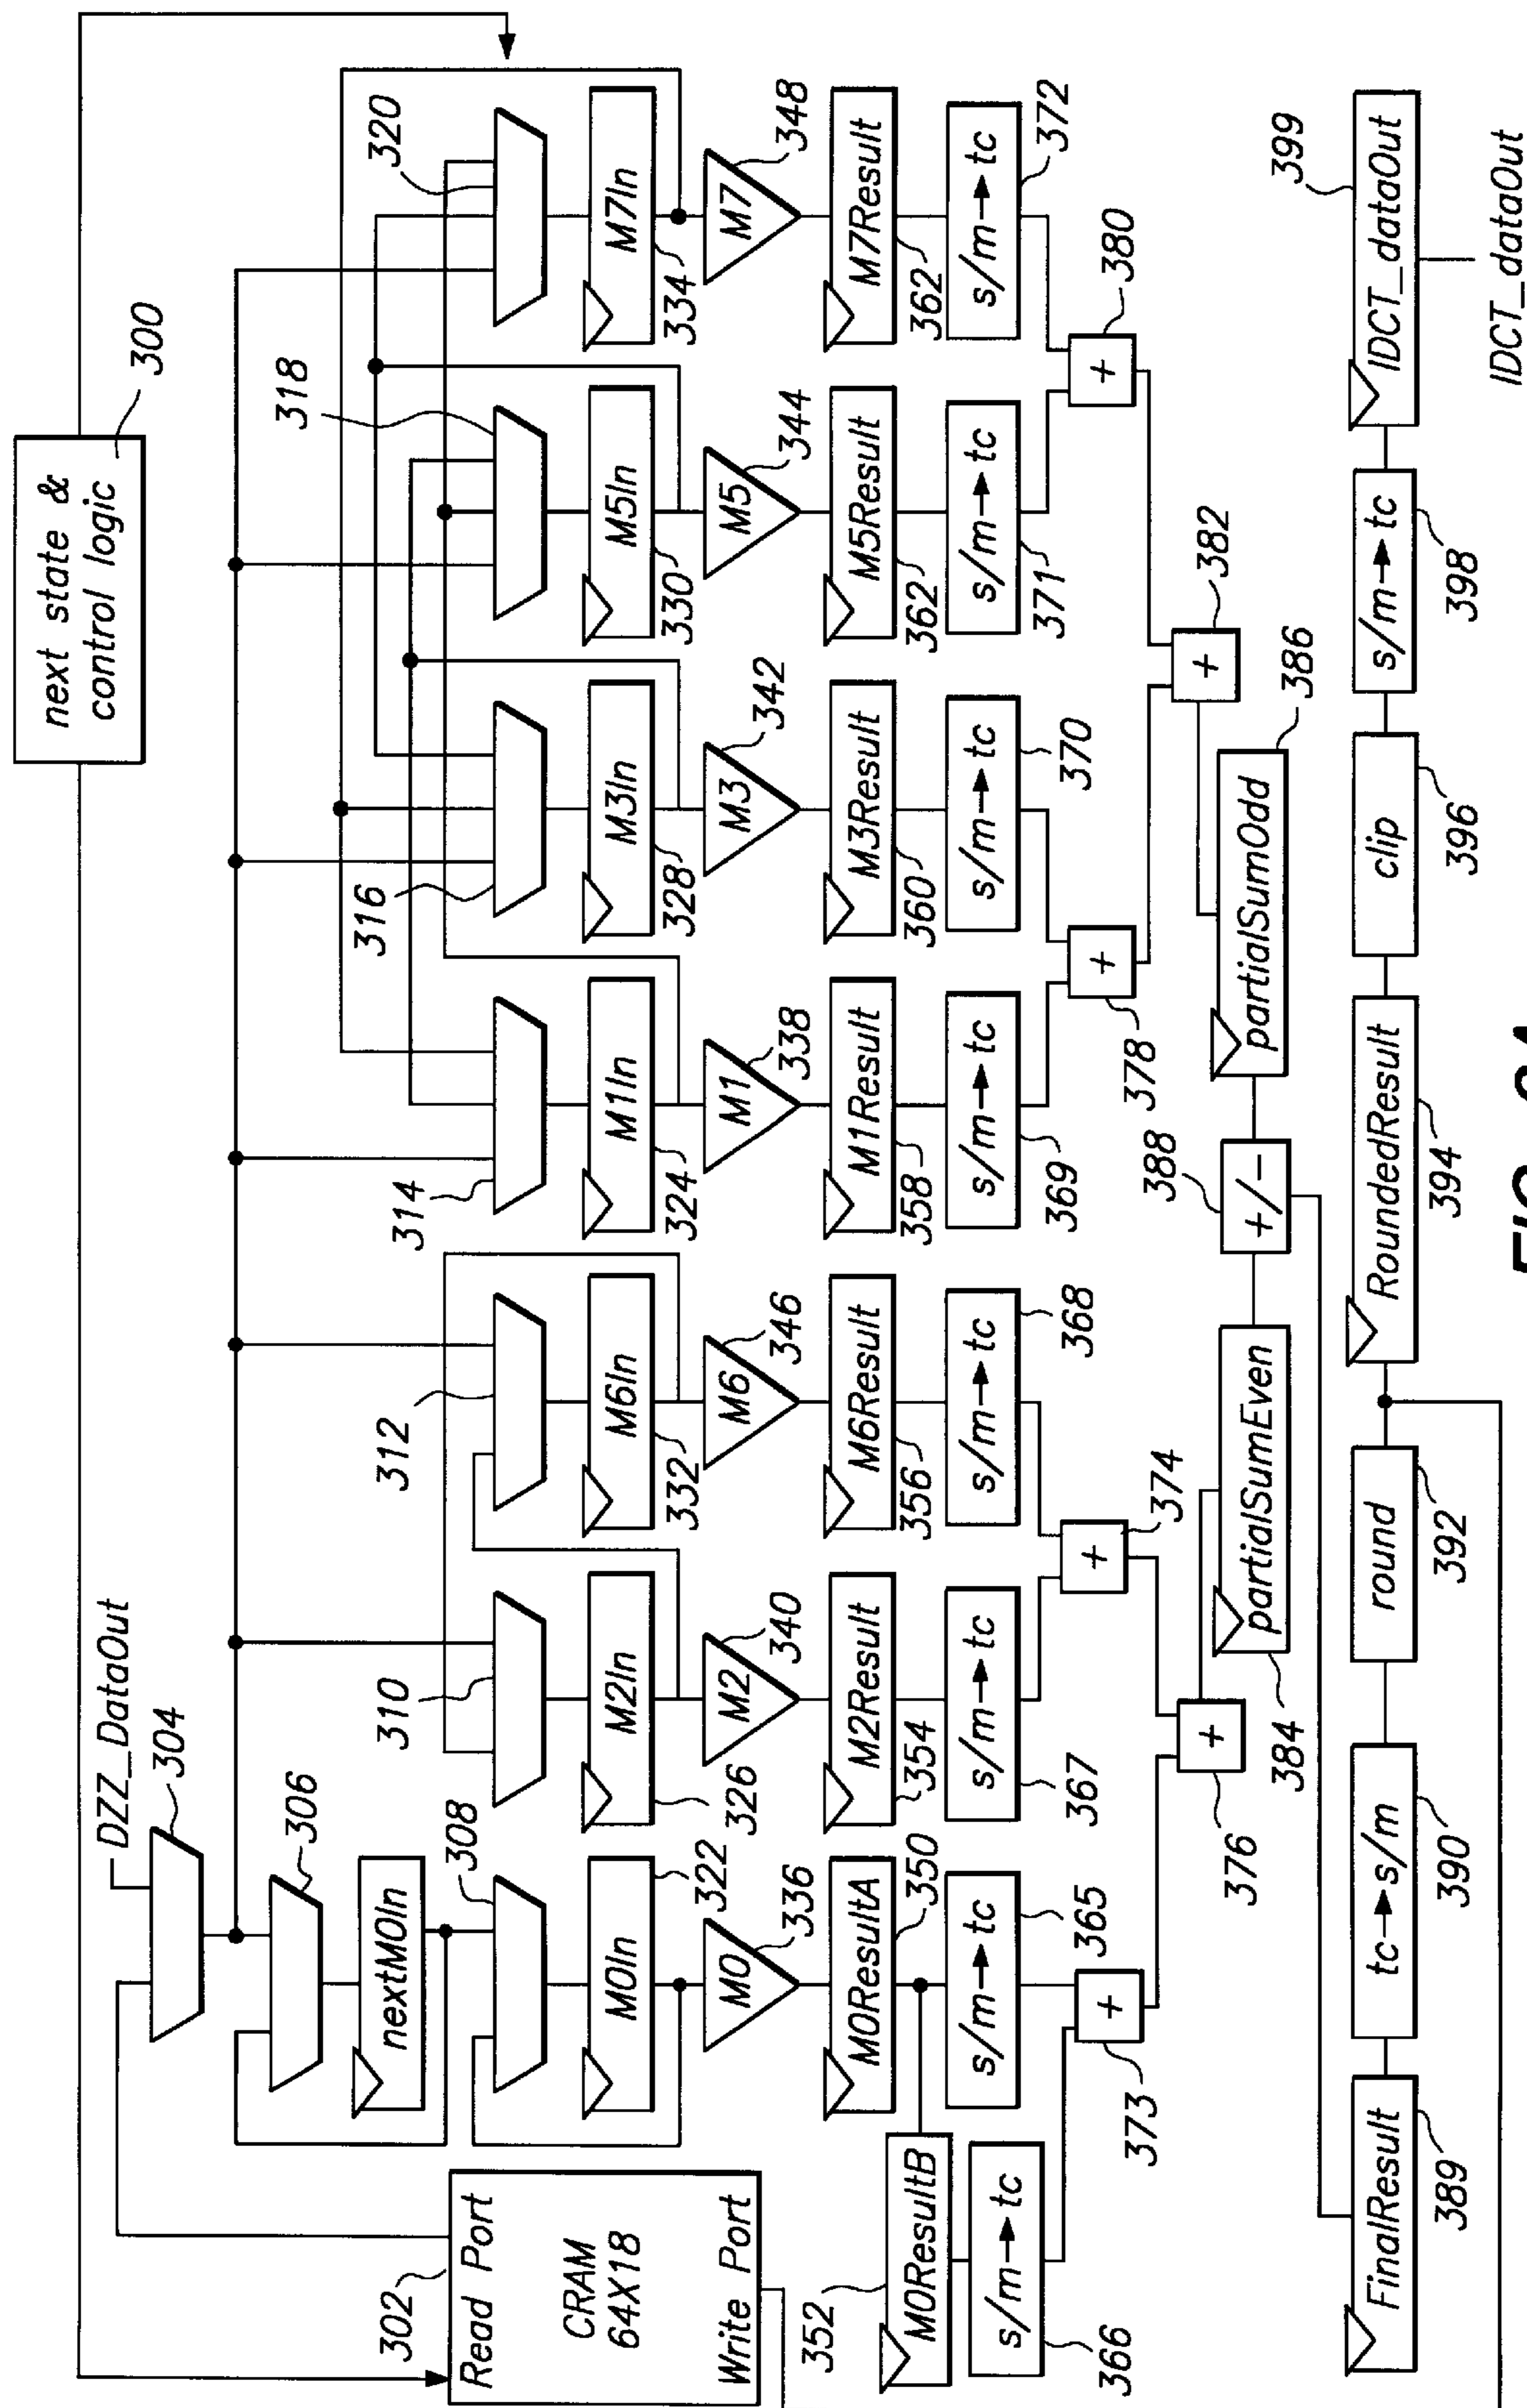 next state &
control logic
300
DZZ_DataOut
304
306
308
310
312
314
316
318
320
302
Read Port
CRAM
64X18
Write Port
nextM0In
M0In
M2In
M6In
M1In
M3In
M5In
M7In
322
326
332
324
328
330
334
M0
M2
M6
M1
M3
M5
M7
336
340
346
338
342
344
348
M0ResultA
M2Result
M6Result
M1Result
M3Result
M5Result
M7Result
350
354
356
358
360
362
362
352
M0ResultB
s/m→tc
s/m→tc
s/m→tc
s/m→tc
s/m→tc
s/m→tc
s/m→tc
s/m→tc
366
365
367
368
369
370
371
372
+
373
+
374
+
378
+
380
+
376
+
382
partialSumEven
384
+/−
388
partialSumOdd
386
FinalResult
389
tc→s/m
390
round
392
RoundedResult
394
clip
396
s/m→tc
398
IDCT_dataOut
399
IDCT_dataOut